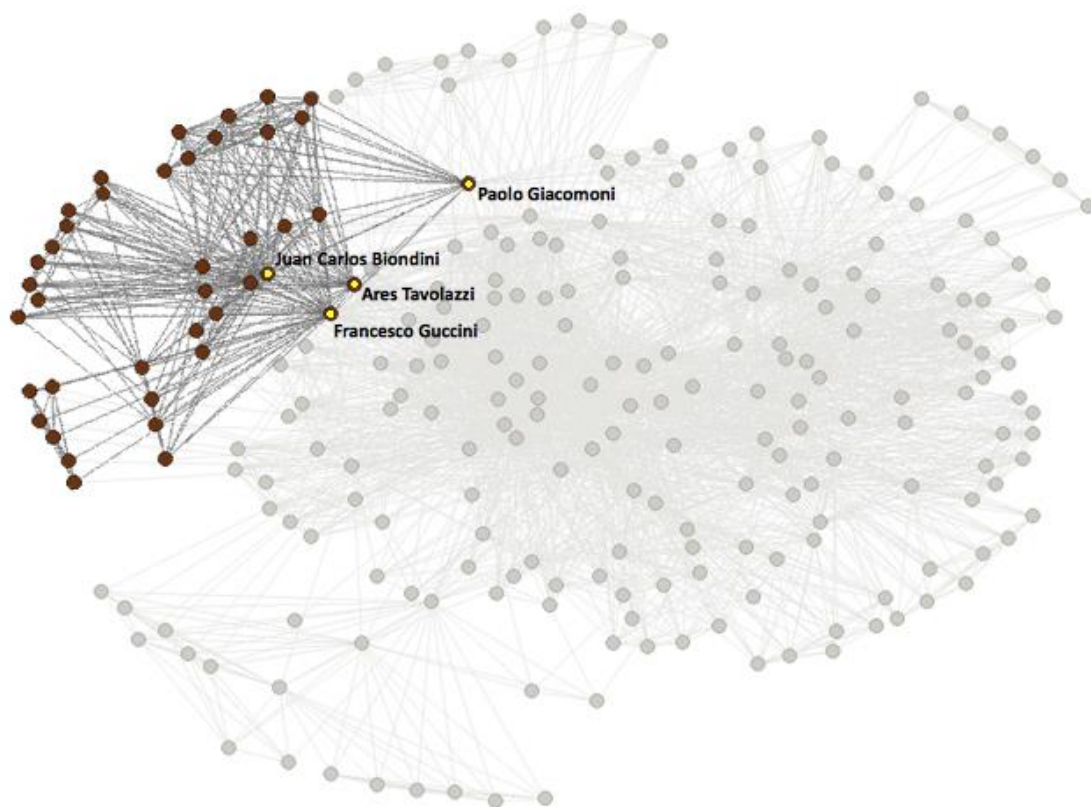 Paolo Giacomoni
Juan Carlos Biondini
Ares Tavolazzi
Francesco Guccini